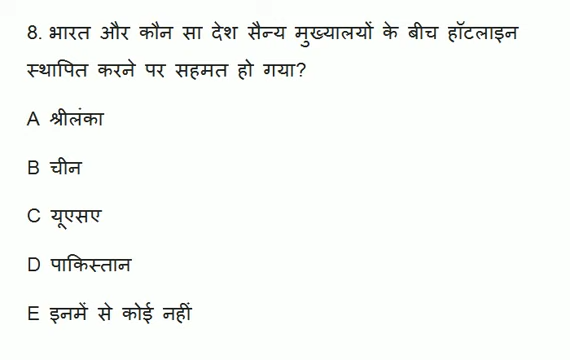 8. भारत और कौन सा देश सैन्य मुख्यालयों के बीच हॉटलाइन
स्थापित करने पर सहमत हो गया?
A श्रीलंका
B चीन
C यूएसए
D पाकिस्तान
E इनमें से कोई नहीं